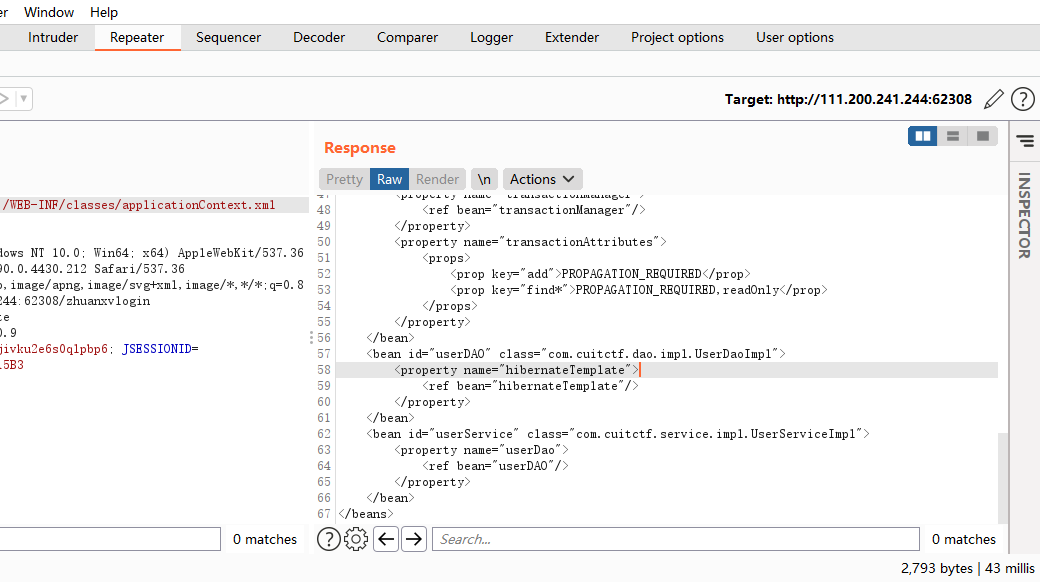 er Window Help
Intruder Repeater Sequencer Decoder Comparer Logger Extender Project options User options
Target: http://111.200.241.244:62308
Response
Pretty Raw Render \n Actions
INSPECTOR
/WEB-INF/classes/applicationContext.xml
dows NT 10.0; Win64; x64) AppleWebKit/537.36
90.0.4430.212 Safari/537.36
p,image/apng,image/svg+xml,image/*,*/*;q=0.8
244:62308/zhuanxvlogin
te
0.9
jivku2e6s0qlpbp6; JSESSIONID=
15B3
47 <property name="transactionManager">
48 <ref bean="transactionManager"/>
49 </property>
50 <property name="transactionAttributes">
51 <props>
52 <prop key="add">PROPAGATION_REQUIRED</prop>
53 <prop key="find*">PROPAGATION_REQUIRED,readOnly</prop>
54 </props>
55 </property>
56 </bean>
57 <bean id="userDAO" class="com.cuitctf.dao.impl.UserDaoImpl">
58 <property name="hibernateTemplate">
59 <ref bean="hibernateTemplate"/>
60 </property>
61 </bean>
62 <bean id="userService" class="com.cuitctf.service.impl.UserServiceImpl">
63 <property name="userDao">
64 <ref bean="userDAO"/>
65 </property>
66 </bean>
67 </beans>
0 matches
Search...
0 matches
2,793 bytes | 43 millis